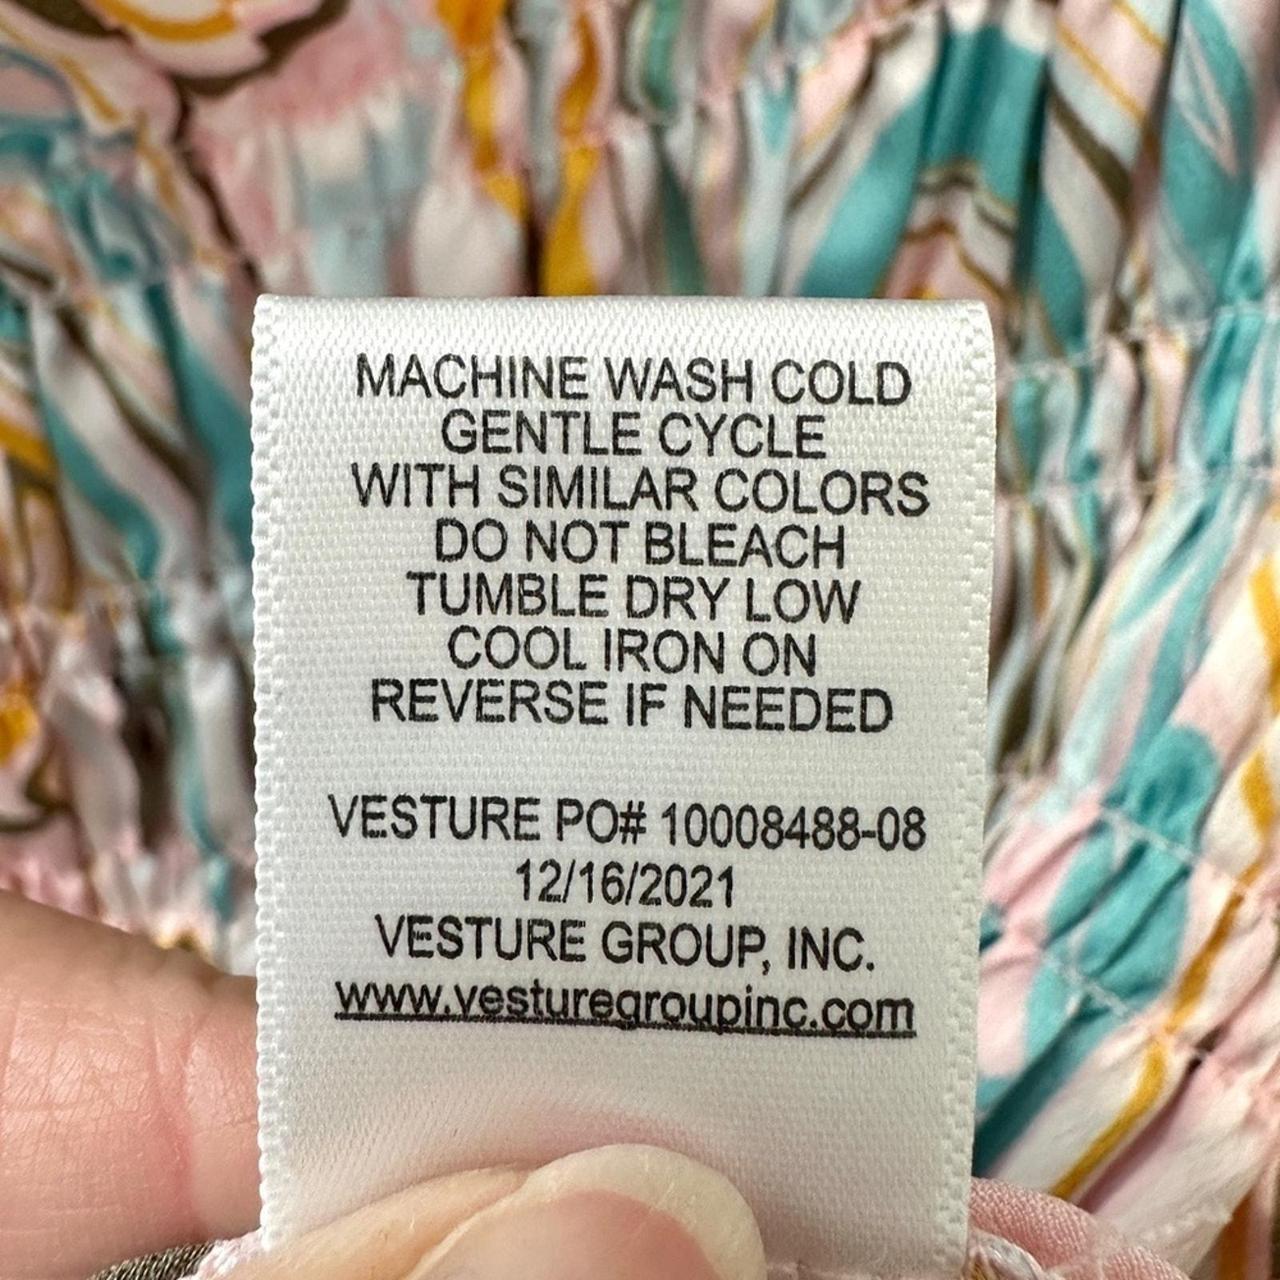 MACHINE WASH COLD
GENTLE CYCLE
WITH SIMILAR COLORS
DO NOT BLEACH
TUMBLE DRY LOW
COOL IRON ON
REVERSE IF NEEDED
VESTURE PO# 10008488-08
12/16/2021
VESTURE GROUP, INC.
www.vesturegroupinc.com